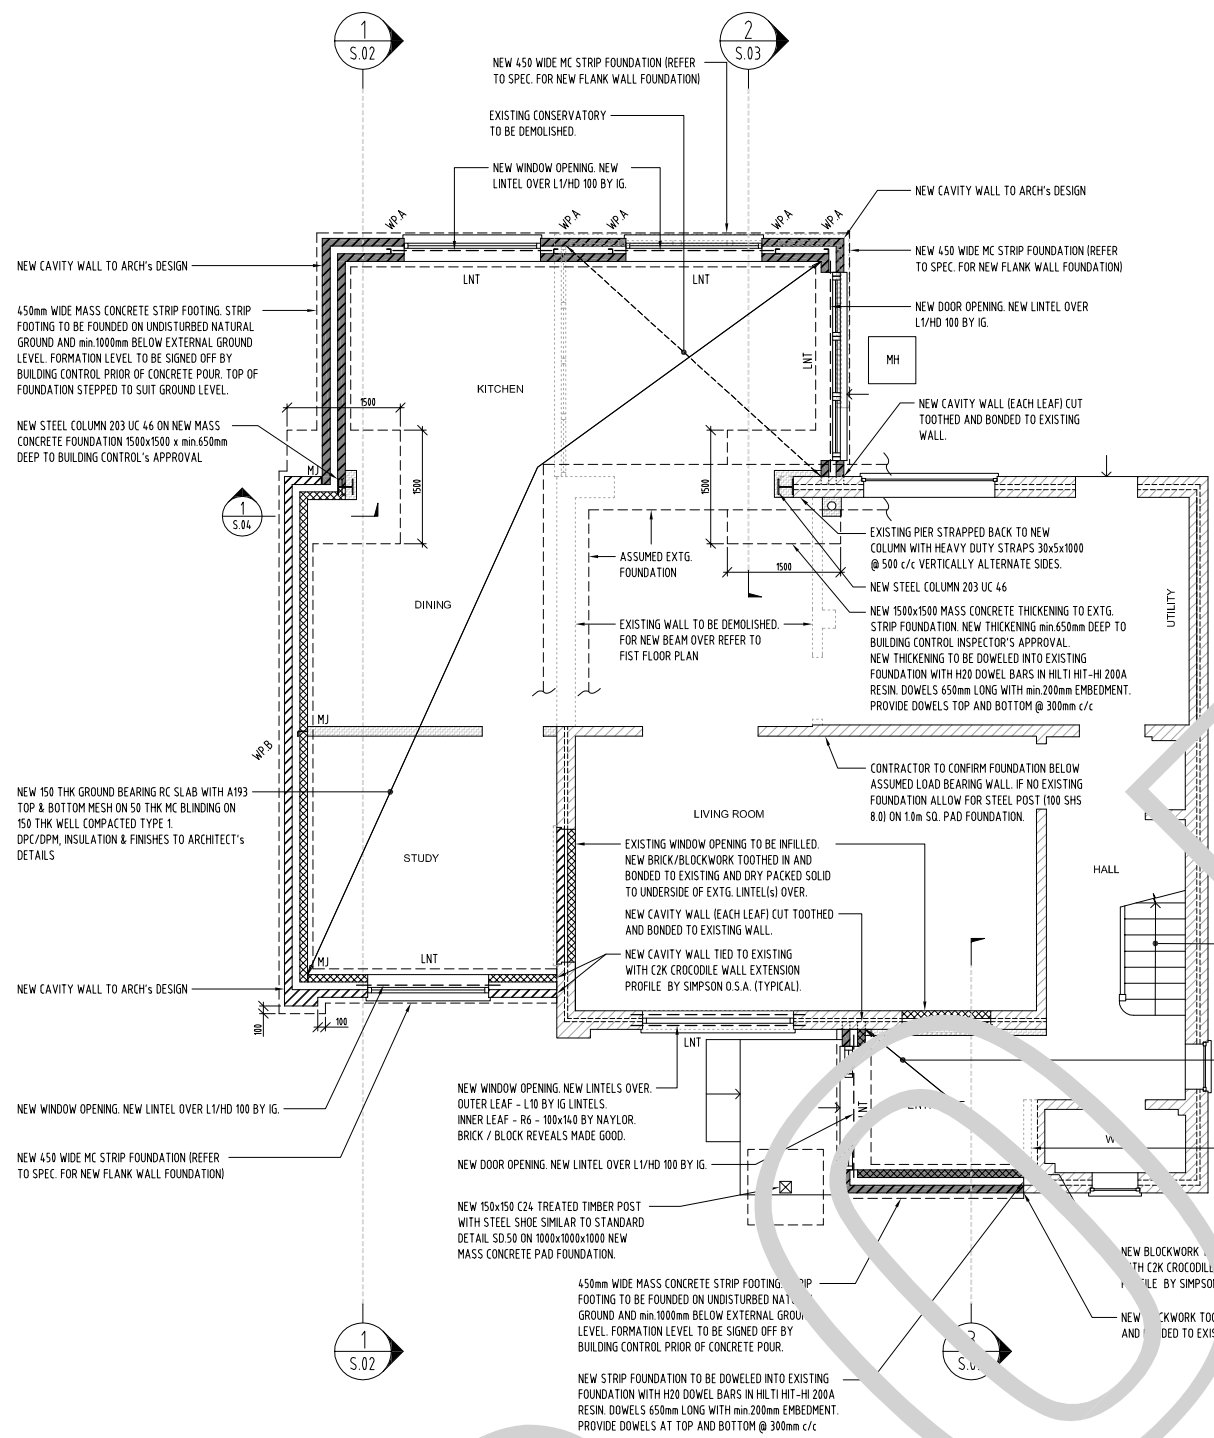 1
S.02
2
S.03
NEW 450 WIDE MC STRIP FOUNDATION (REFER
TO SPEC. FOR NEW FLANK WALL FOUNDATION)
EXISTING CONSERVATORY
TO BE DEMOLISHED.
NEW WINDOW OPENING. NEW
LINTEL OVER L1/HD 100 BY IG.
NEW CAVITY WALL TO ARCH's DESIGN
WP.A
WP.A
WP.A
WP.A
WP.A
NEW 450 WIDE MC STRIP FOUNDATION (REFER
TO SPEC. FOR NEW FLANK WALL FOUNDATION)
NEW CAVITY WALL TO ARCH's DESIGN
LNT
LNT
NEW DOOR OPENING. NEW LINTEL OVER
L1/HD 100 BY IG.
450mm WIDE MASS CONCRETE STRIP FOOTING. STRIP
FOOTING TO BE FOUNDED ON UNDISTURBED NATURAL
GROUND AND min.1000mm BELOW EXTERNAL GROUND
LEVEL. FORMATION LEVEL TO BE SIGNED OFF BY
BUILDING CONTROL PRIOR OF CONCRETE POUR. TOP OF
FOUNDATION STEPPED TO SUIT GROUND LEVEL.
LNT
MH
KITCHEN
1500
NEW CAVITY WALL (EACH LEAF) CUT
TOOTHED AND BONDED TO EXISTING
WALL.
NEW STEEL COLUMN 203 UC 46 ON NEW MASS
CONCRETE FOUNDATION 1500x1500 x min.650mm
DEEP TO BUILDING CONTROL'S APPROVAL
MJ
1500
1500
1
S.04
EXISTING PIER STRAPPED BACK TO NEW
COLUMN WITH HEAVY DUTY STRAPS 30x5x1000
@ 500 c/c VERTICALLY ALTERNATE SIDES.
ASSUMED EXTG.
FOUNDATION
1500
NEW STEEL COLUMN 203 UC 46
DINING
UTILITY
NEW 1500x1500 MASS CONCRETE THICKENING TO EXTG.
STRIP FOUNDATION. NEW THICKENING min.650mm DEEP TO
BUILDING CONTROL INSPECTOR'S APPROVAL.
NEW THICKENING TO BE DOWELED INTO EXISTING
FOUNDATION WITH H20 DOWEL BARS IN HILTI HIT-HI 200A
RESIN. DOWELS 650mm LONG WITH min.200mm EMBEDMENT.
PROVIDE DOWELS TOP AND BOTTOM @ 300mm c/c
EXISTING WALL TO BE DEMOLISHED.
FOR NEW BEAM OVER REFER TO
FIST FLOOR PLAN
MJ
WP.B
CONTRACTOR TO CONFIRM FOUNDATION BELOW
ASSUMED LOAD BEARING WALL. IF NO EXISTING
FOUNDATION ALLOW FOR STEEL POST (100 SHS
8.0) ON 1.0m SQ. PAD FOUNDATION.
NEW 150 THK GROUND BEARING RC SLAB WITH A193
TOP & BOTTOM MESH ON 50 THK MC BLINDING ON
150 THK WELL COMPACTED TYPE 1.
DPC/DPM, INSULATION & FINISHES TO ARCHITECT's
DETAILS
LIVING ROOM
EXISTING WINDOW OPENING TO BE INFILLED.
NEW BRICK/BLOCKWORK TOOTHED IN AND
BONDED TO EXISTING AND DRY PACKED SOLID
TO UNDERSIDE OF EXTG. LINTEL(s) OVER.
STUDY
HALL
NEW CAVITY WALL (EACH LEAF) CUT TOOTHED
AND BONDED TO EXISTING WALL.
NEW CAVITY WALL TIED TO EXISTING
WITH C2K CROCODILE WALL EXTENSION
PROFILE BY SIMPSON O.S.A. (TYPICAL).
MJ
LNT
NEW CAVITY WALL TO ARCH's DESIGN
100
100
LNT
NEW WINDOW OPENING. NEW LINTELS OVER.
OUTER LEAF - L10 BY IG LINTELS.
INNER LEAF - R6 - 100x140 BY NAYLOR.
BRICK / BLOCK REVEALS MADE GOOD.
LNT
NEW WINDOW OPENING. NEW LINTEL OVER L1/HD 100 BY IG.
NEW 450 WIDE MC STRIP FOUNDATION (REFER
TO SPEC. FOR NEW FLANK WALL FOUNDATION)
NEW DOOR OPENING. NEW LINTEL OVER L1/HD 100 BY IG.
NEW 150x150 C24 TREATED TIMBER POST
WITH STEEL SHOE SIMILAR TO STANDARD
DETAIL SD.50 ON 1000x1000x1000 NEW
MASS CONCRETE PAD FOUNDATION.
NEW BLOCKWORK
C2K CROCODILE
BY SIMPSON
450mm WIDE MASS CONCRETE STRIP FOOTING.
FOOTING TO BE FOUNDED ON UNDISTURBED
GROUND AND min.1000mm BELOW EXTERNAL
LEVEL. FORMATION LEVEL TO BE SIGNED OFF BY
BUILDING CONTROL PRIOR OF CONCRETE POUR.
NEW
AND TO
1
S.02
3
NEW STRIP FOUNDATION TO BE DOWELED INTO EXISTING
FOUNDATION WITH H20 DOWEL BARS IN HILTI HIT-HI 200A
RESIN. DOWELS 650mm LONG WITH min.200mm EMBEDMENT.
PROVIDE DOWELS AT TOP AND BOTTOM @ 300mm c/c